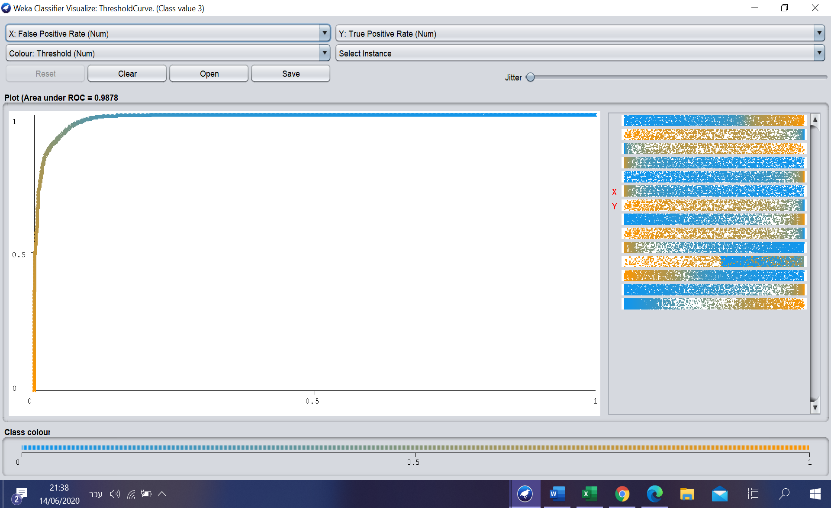 Weka Classifier Visualize: ThresholdCurve. (Class value 3)
X: False Positive Rate (Num)
Y: True Positive Rate (Num)
Colour: Threshold (Num)
Select Instance
Reset
Clear
Open
Save
Jitter
Plot (Area under ROC = 0.9878
1
0.5
0
0
0.5
1
X
Y
Class colour
0
0.5
1
2
21:38
14/06/2020
עבר